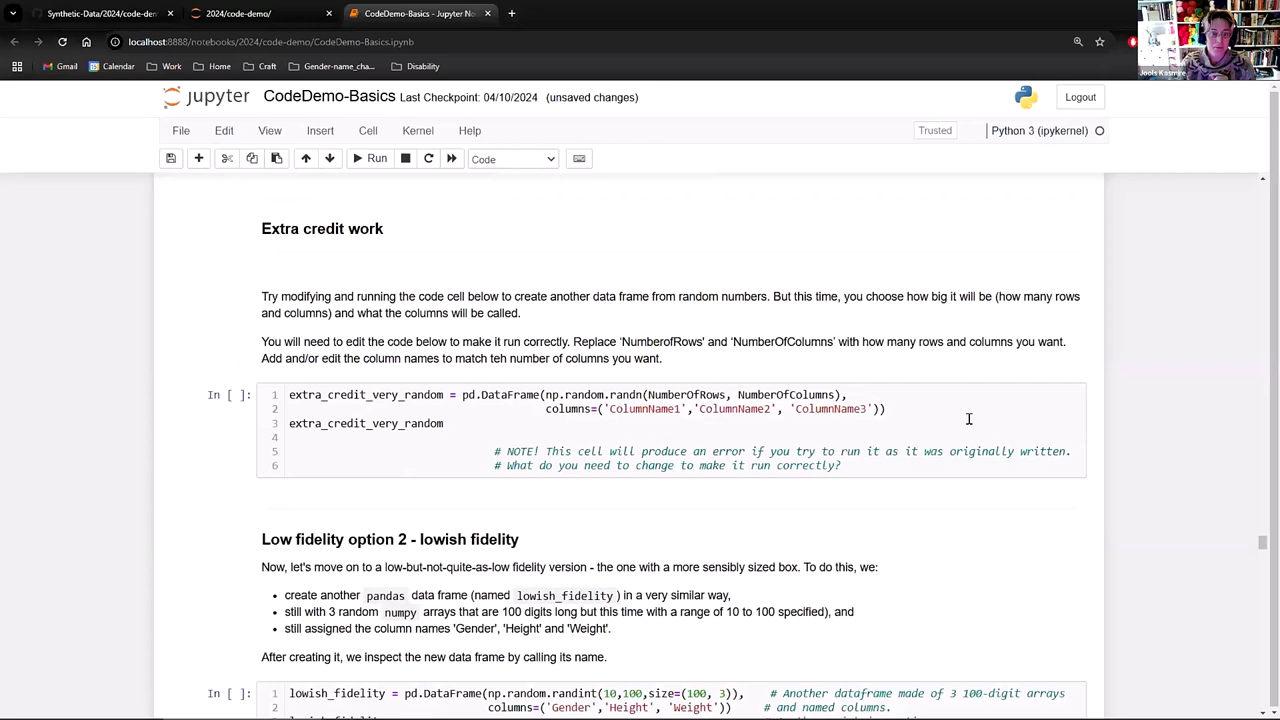 Synthetic-Data/2024/code-dem
2024/code-demo/
CodeDemo-Basics - Jupyter No
localhost:8888/notebooks/2024/code-demo/CodeDemo-Basics.ipynb
Gmail
Calendar
Work
Home
Craft
Gender-name_cha...
Disability
Jools Kasmire
jupyter
CodeDemo-Basics Last Checkpoint: 04/10/2024 (unsaved changes)
Logout
File Edit View Insert Cell Kernel Help
Trusted
Python 3 (ipykernel)
Run
Code
Extra credit work
Try modifying and running the code cell below to create another data frame from random numbers. But this time, you choose how big it will be (how many rows
and columns) and what the columns will be called.
You will need to edit the code below to make it run correctly. Replace ‘NumberofRows’ and ‘NumberOfColumns’ with how many rows and columns you want.
Add and/or edit the column names to match teh number of columns you want.
In [ ]:
1 extra_credit_very_random = pd.DataFrame(np.random.randn(NumberOfRows, NumberOfColumns),
2 columns=('ColumnName1','ColumnName2', 'ColumnName3'))
3 extra_credit_very_random
4
5 # NOTE! This cell will produce an error if you try to run it as it was originally written.
6 # What do you need to change to make it run correctly?
Low fidelity option 2 - lowish fidelity
Now, let's move on to a low-but-not-quite-as-low fidelity version - the one with a more sensibly sized box. To do this, we:
• create another pandas data frame (named lowish_fidelity ) in a very similar way,
• still with 3 random numpy arrays that are 100 digits long but this time with a range of 10 to 100 specified), and
• still assigned the column names 'Gender', 'Height' and 'Weight'.
After creating it, we inspect the new data frame by calling its name.
In [ ]:
1 lowish_fidelity = pd.DataFrame(np.random.randint(10,100,size=(100, 3)), # Another dataframe made of 3 100-digit arrays
2 columns=('Gender','Height', 'Weight')) # and named columns.